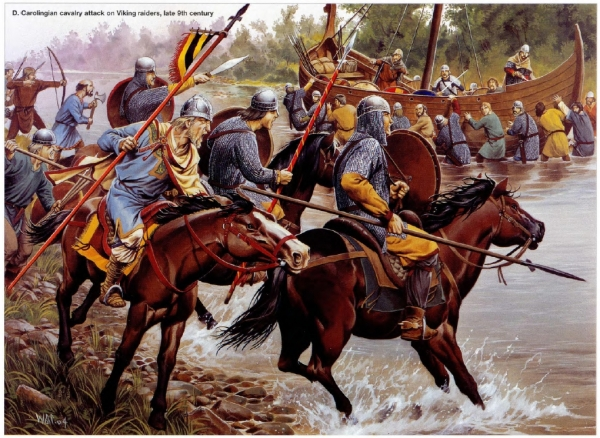 D. Carolingian cavalry attack on Viking raiders, late 9th century